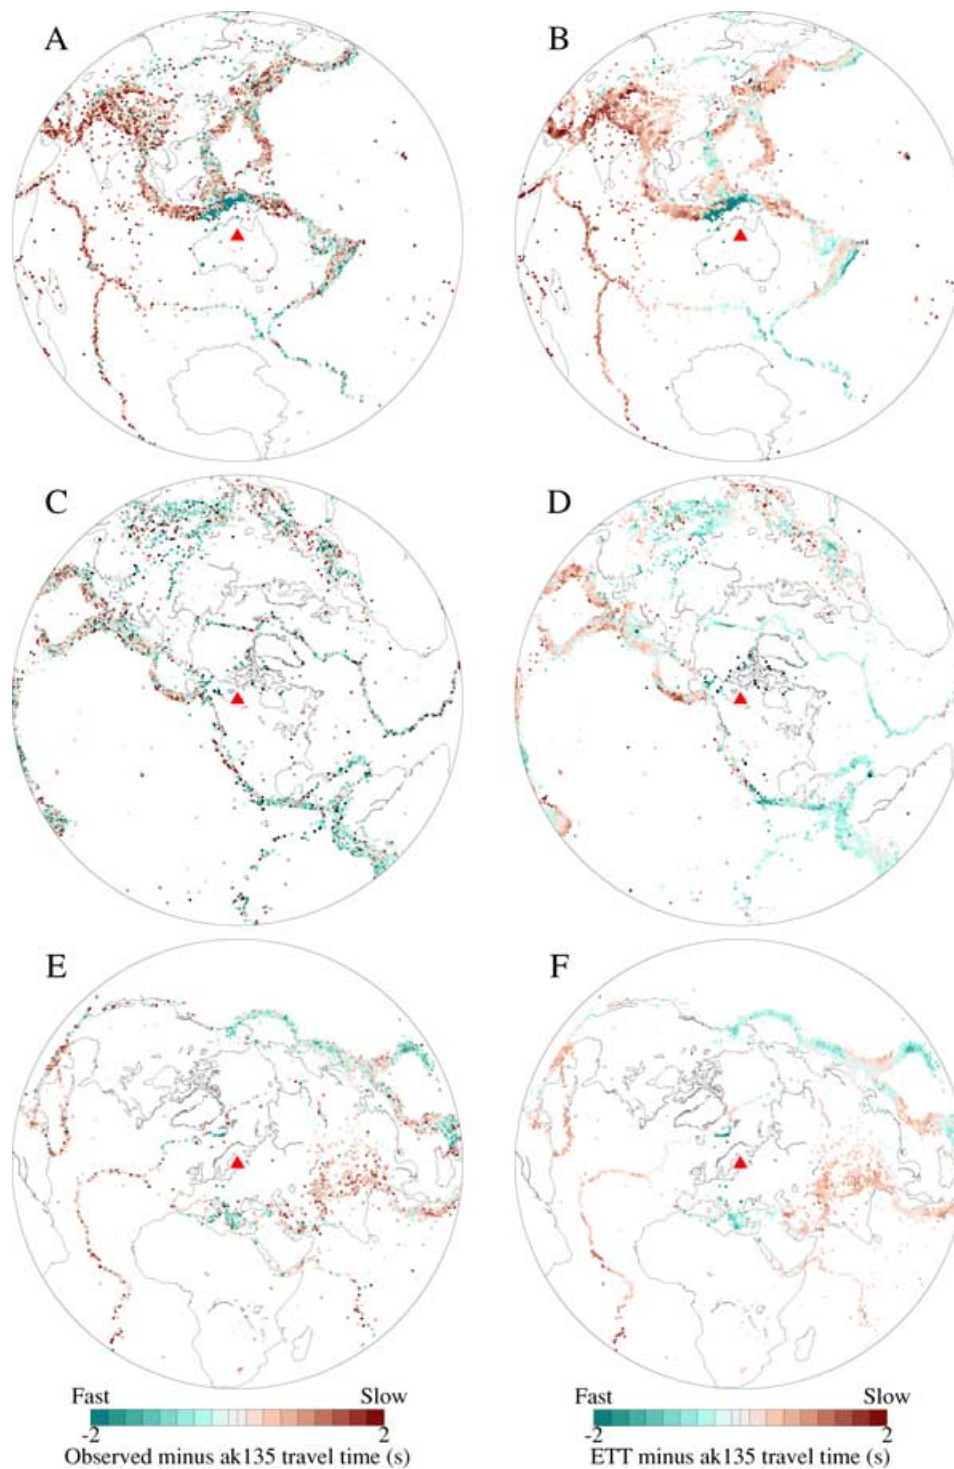 A
B
C
D
E
F
Fast Slow
-2 2
Observed minus ak135 travel time (s)
Fast Slow
-2 2
ETT minus ak135 travel time (s)